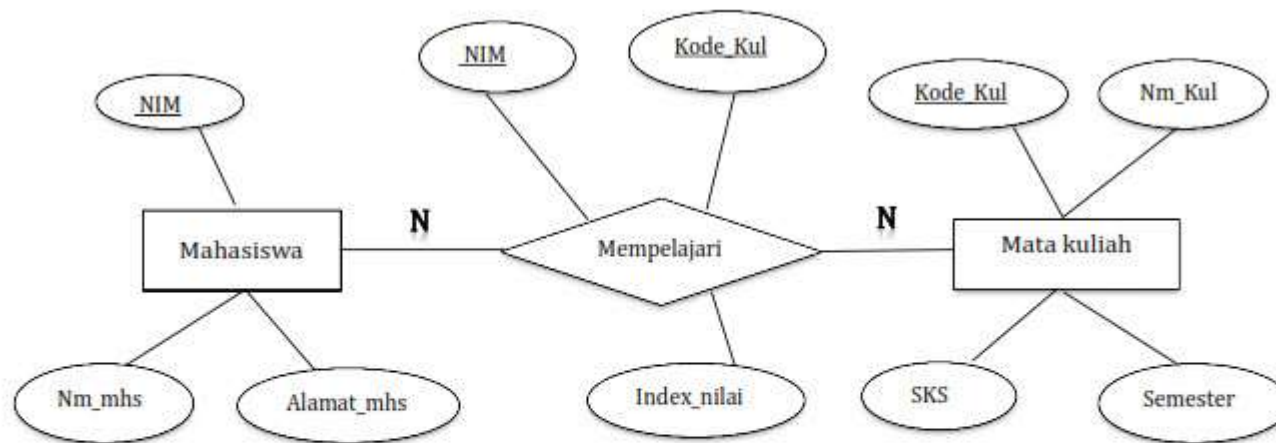 NIM
Kode_Kul
NIM
Kode_Kul
Nm_Kul
N
N
Mahasiswa
Mempelajari
Mata kuliah
Nm_mhs
Alamat_mhs
Index_nilai
SKS
Semester